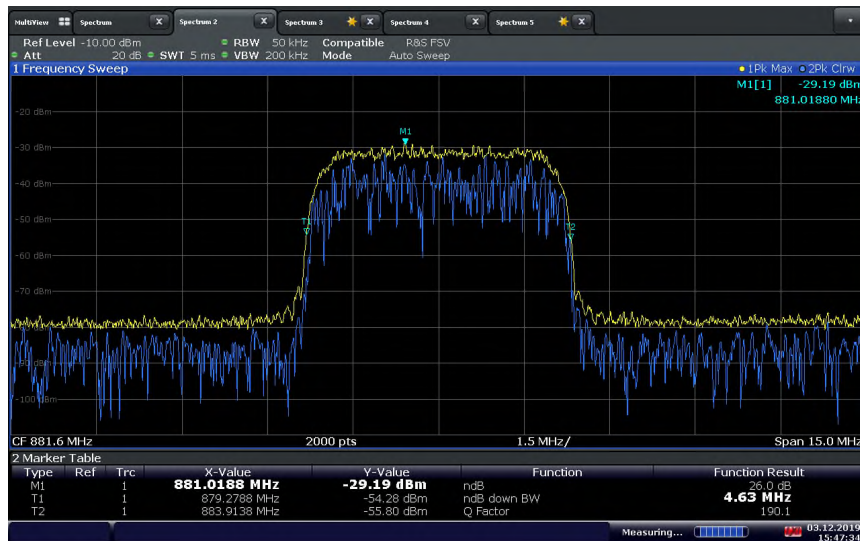 MultiView Spectrum X Spectrum 2 X Spectrum 3 X Spectrum 4 X Spectrum 5 X
Ref Level -10.00 dBm RBW 50 kHz Compatible R&S FSV
Att 20 dB SWT 5 ms VBW 200 kHz Mode Auto Sweep
1 Frequency Sweep 1Pk Max 2Pk Clrw
M1[1] -29.19 dBm
881.01880 MHz
-20 dBm
M1
-30 dBm
-40 dBm
-50 dBm
T1
T2
-60 dBm
-70 dBm
-90 dBm
-100 dBm
CF 881.6 MHz 2000 pts 1.5 MHz/ Span 15.0 MHz
2 Marker Table
Type Ref Trc X-Value Y-Value Function Function Result
M1 1 881.0188 MHz -29.19 dBm ndB 26.0 dB
T1 1 879.2788 MHz -54.28 dBm ndB down BW 4.63 MHz
T2 1 883.9138 MHz -55.80 dBm Q Factor 190.1
Measuring... 03.12.2019
15:47:34